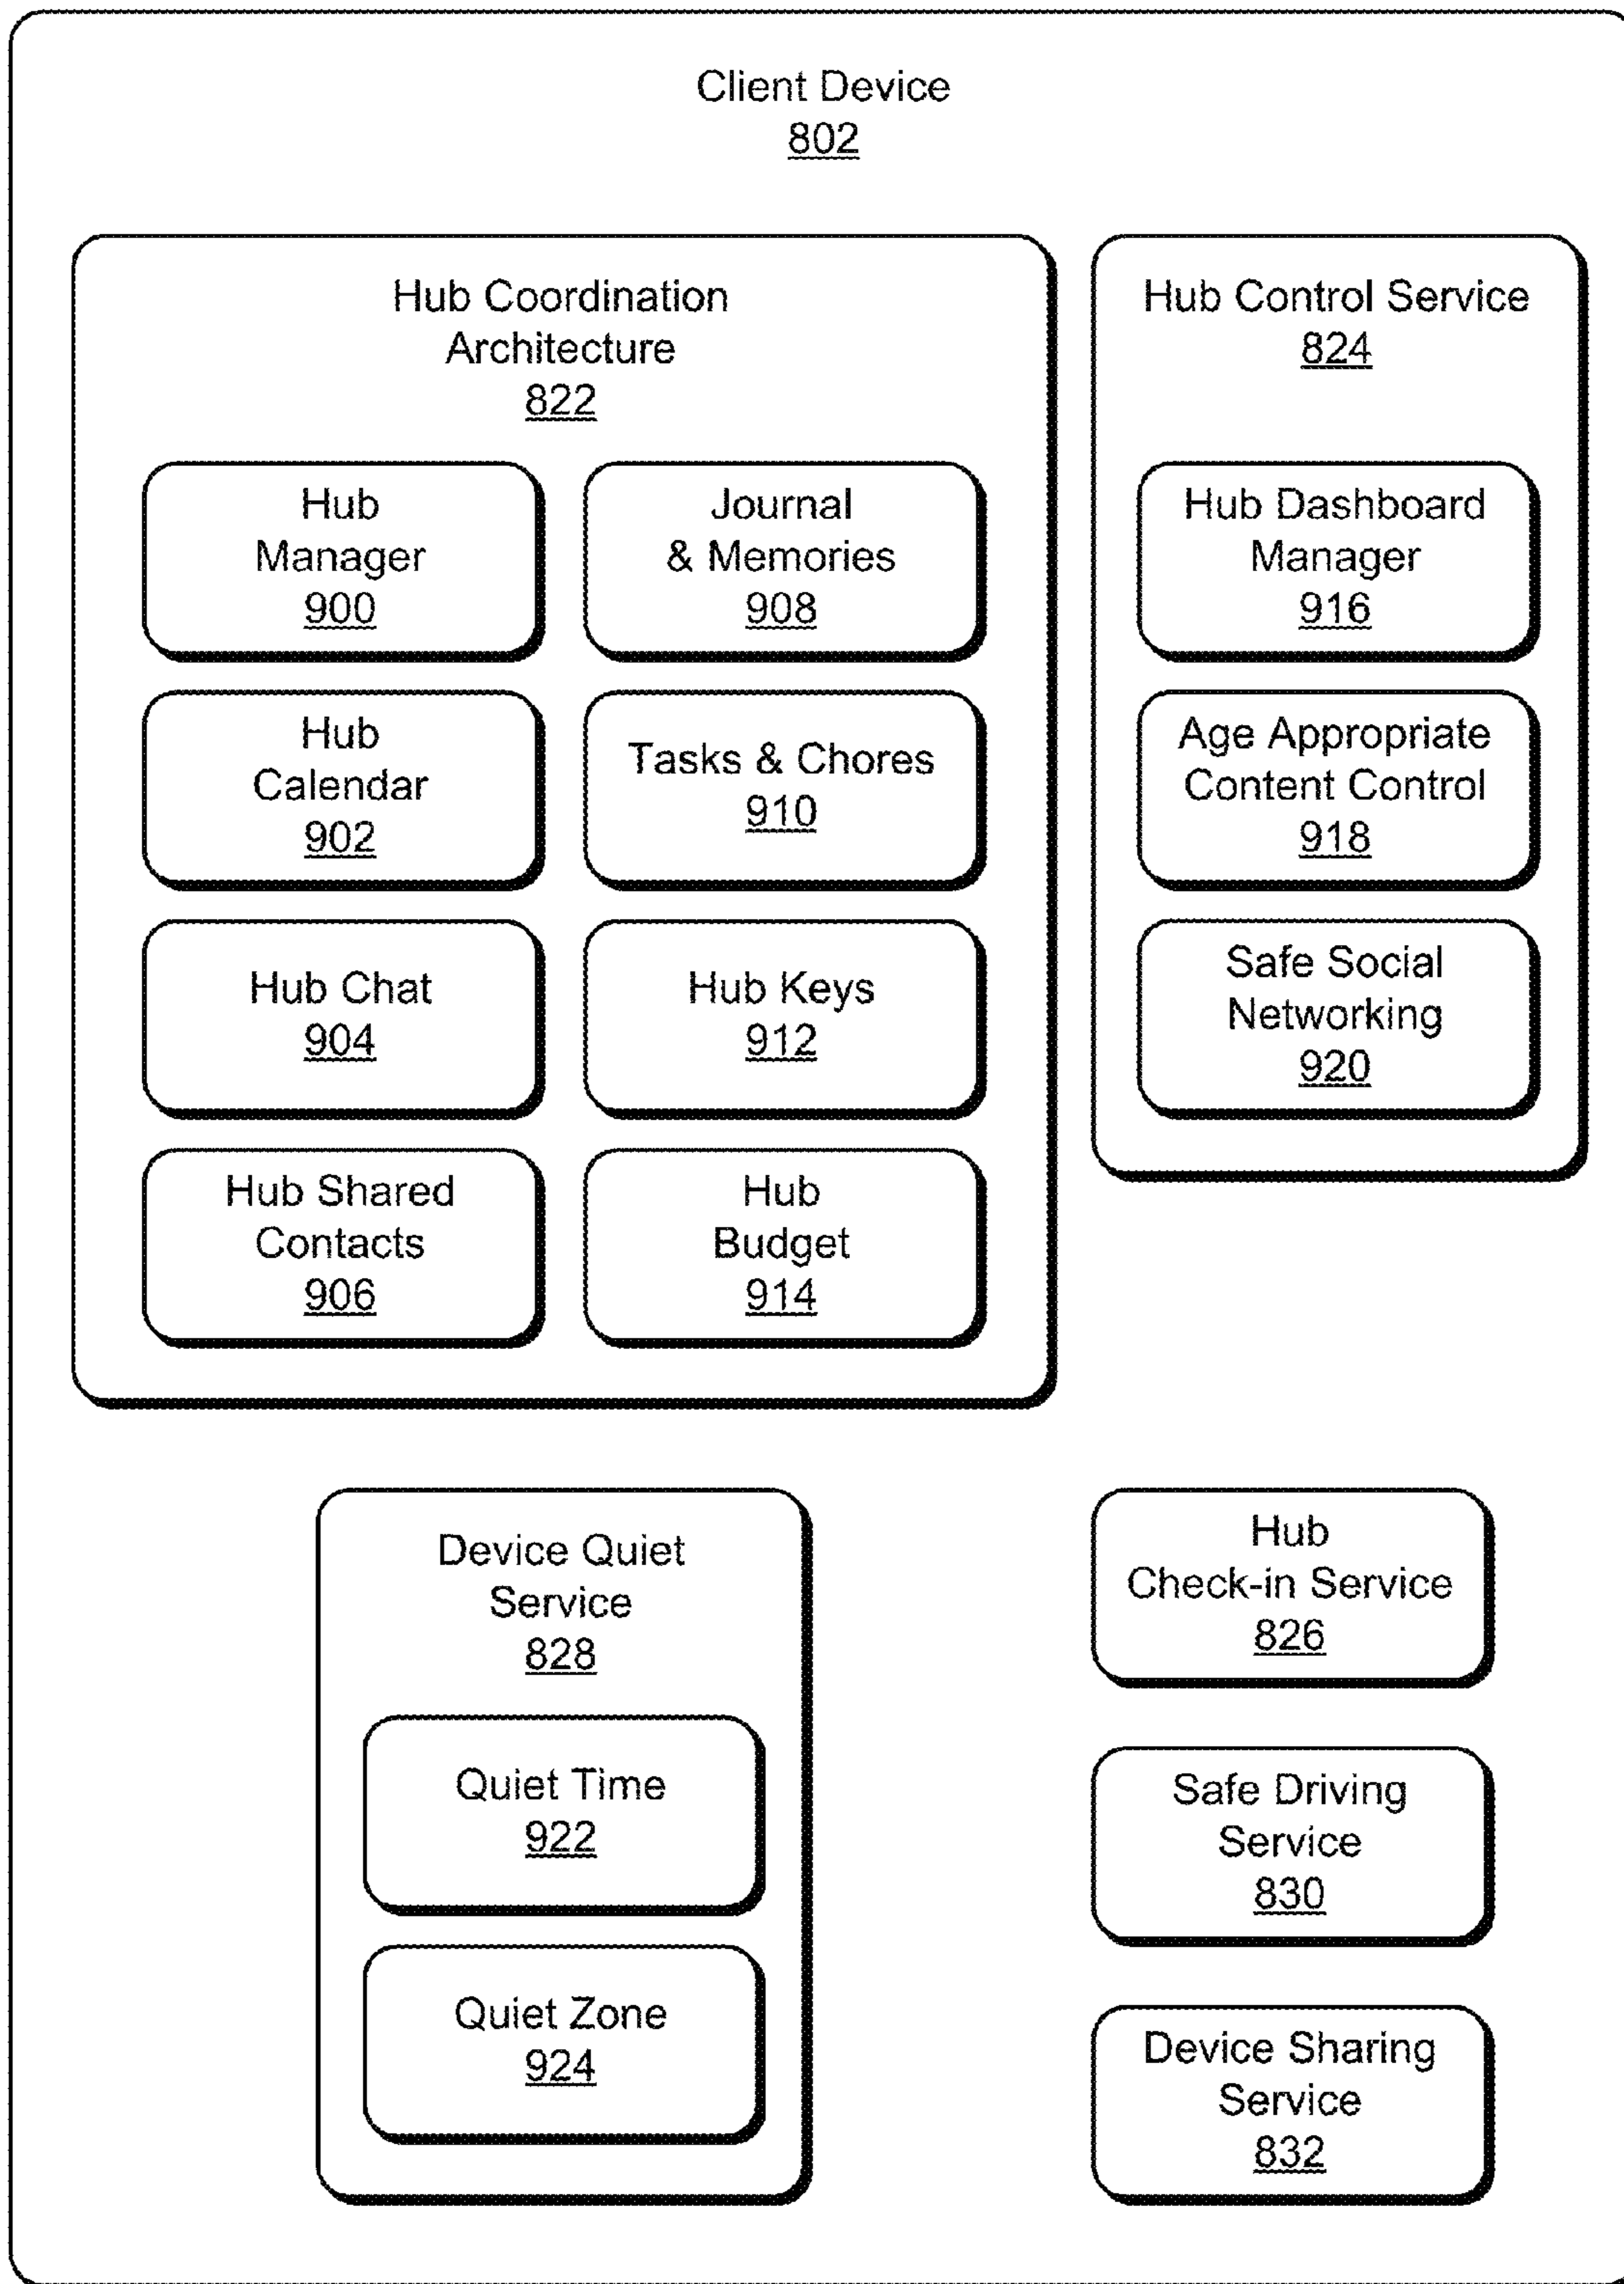 Client Device
802
Hub Coordination
Architecture
822
Hub
Manager
900
Journal
& Memories
908
Hub
Calendar
902
Tasks & Chores
910
Hub Chat
904
Hub Keys
912
Hub Shared
Contacts
906
Hub
Budget
914
Hub Control Service
824
Hub Dashboard
Manager
916
Age Appropriate
Content Control
918
Safe Social
Networking
920
Device Quiet
Service
828
Quiet Time
922
Quiet Zone
924
Hub
Check-in Service
826
Safe Driving
Service
830
Device Sharing
Service
832